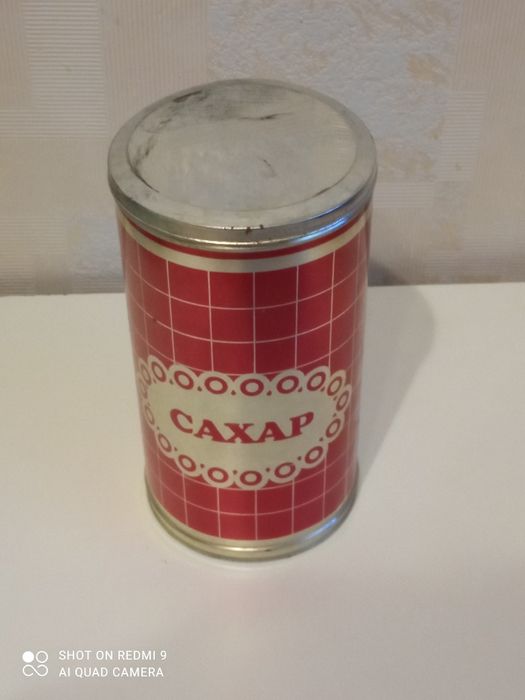 САХАР
SHOT ON REDMI 9
AI QUAD CAMERA